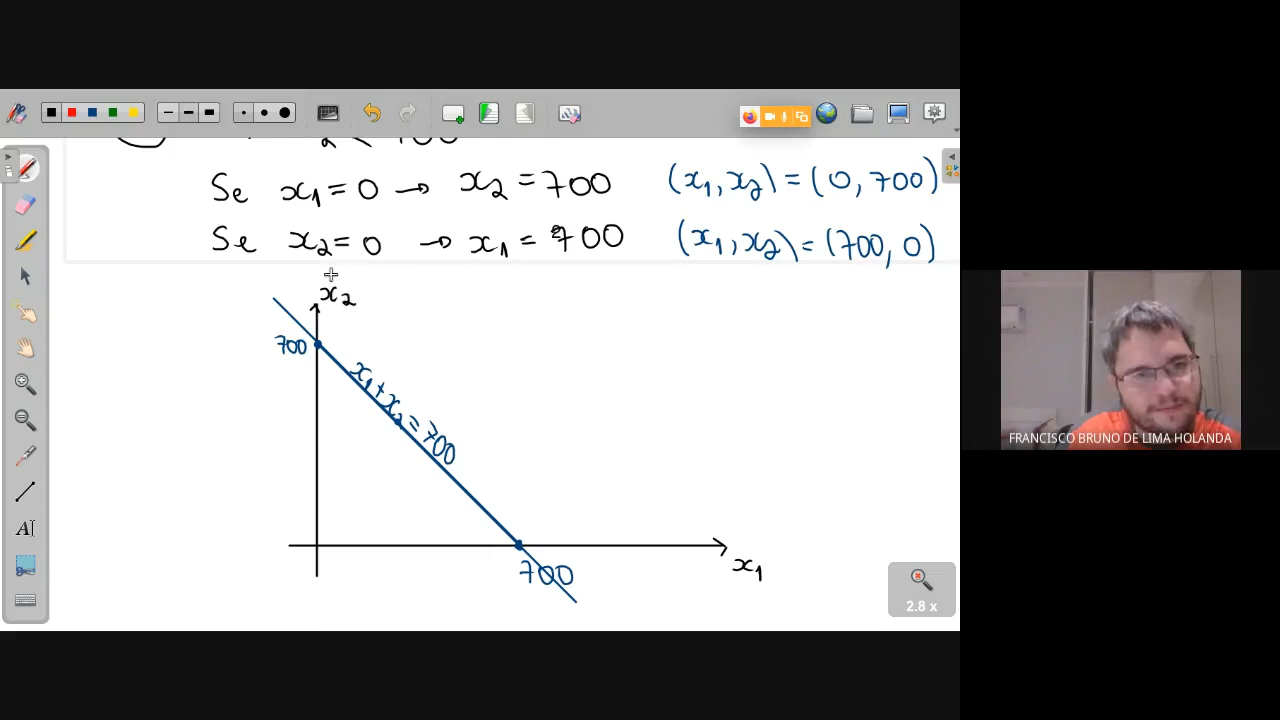 Se x₁ = 0 → x₂ = 700 (x₁, x₂) = (0, 700)
Se x₂ = 0 → x₁ = 700 (x₁, x₂) = (700, 0)
x₂
700
x₁ + x₂ = 700
700
x₁
A
2.8 x
FRANCISCO BRUNO DE LIMA HOLANDA